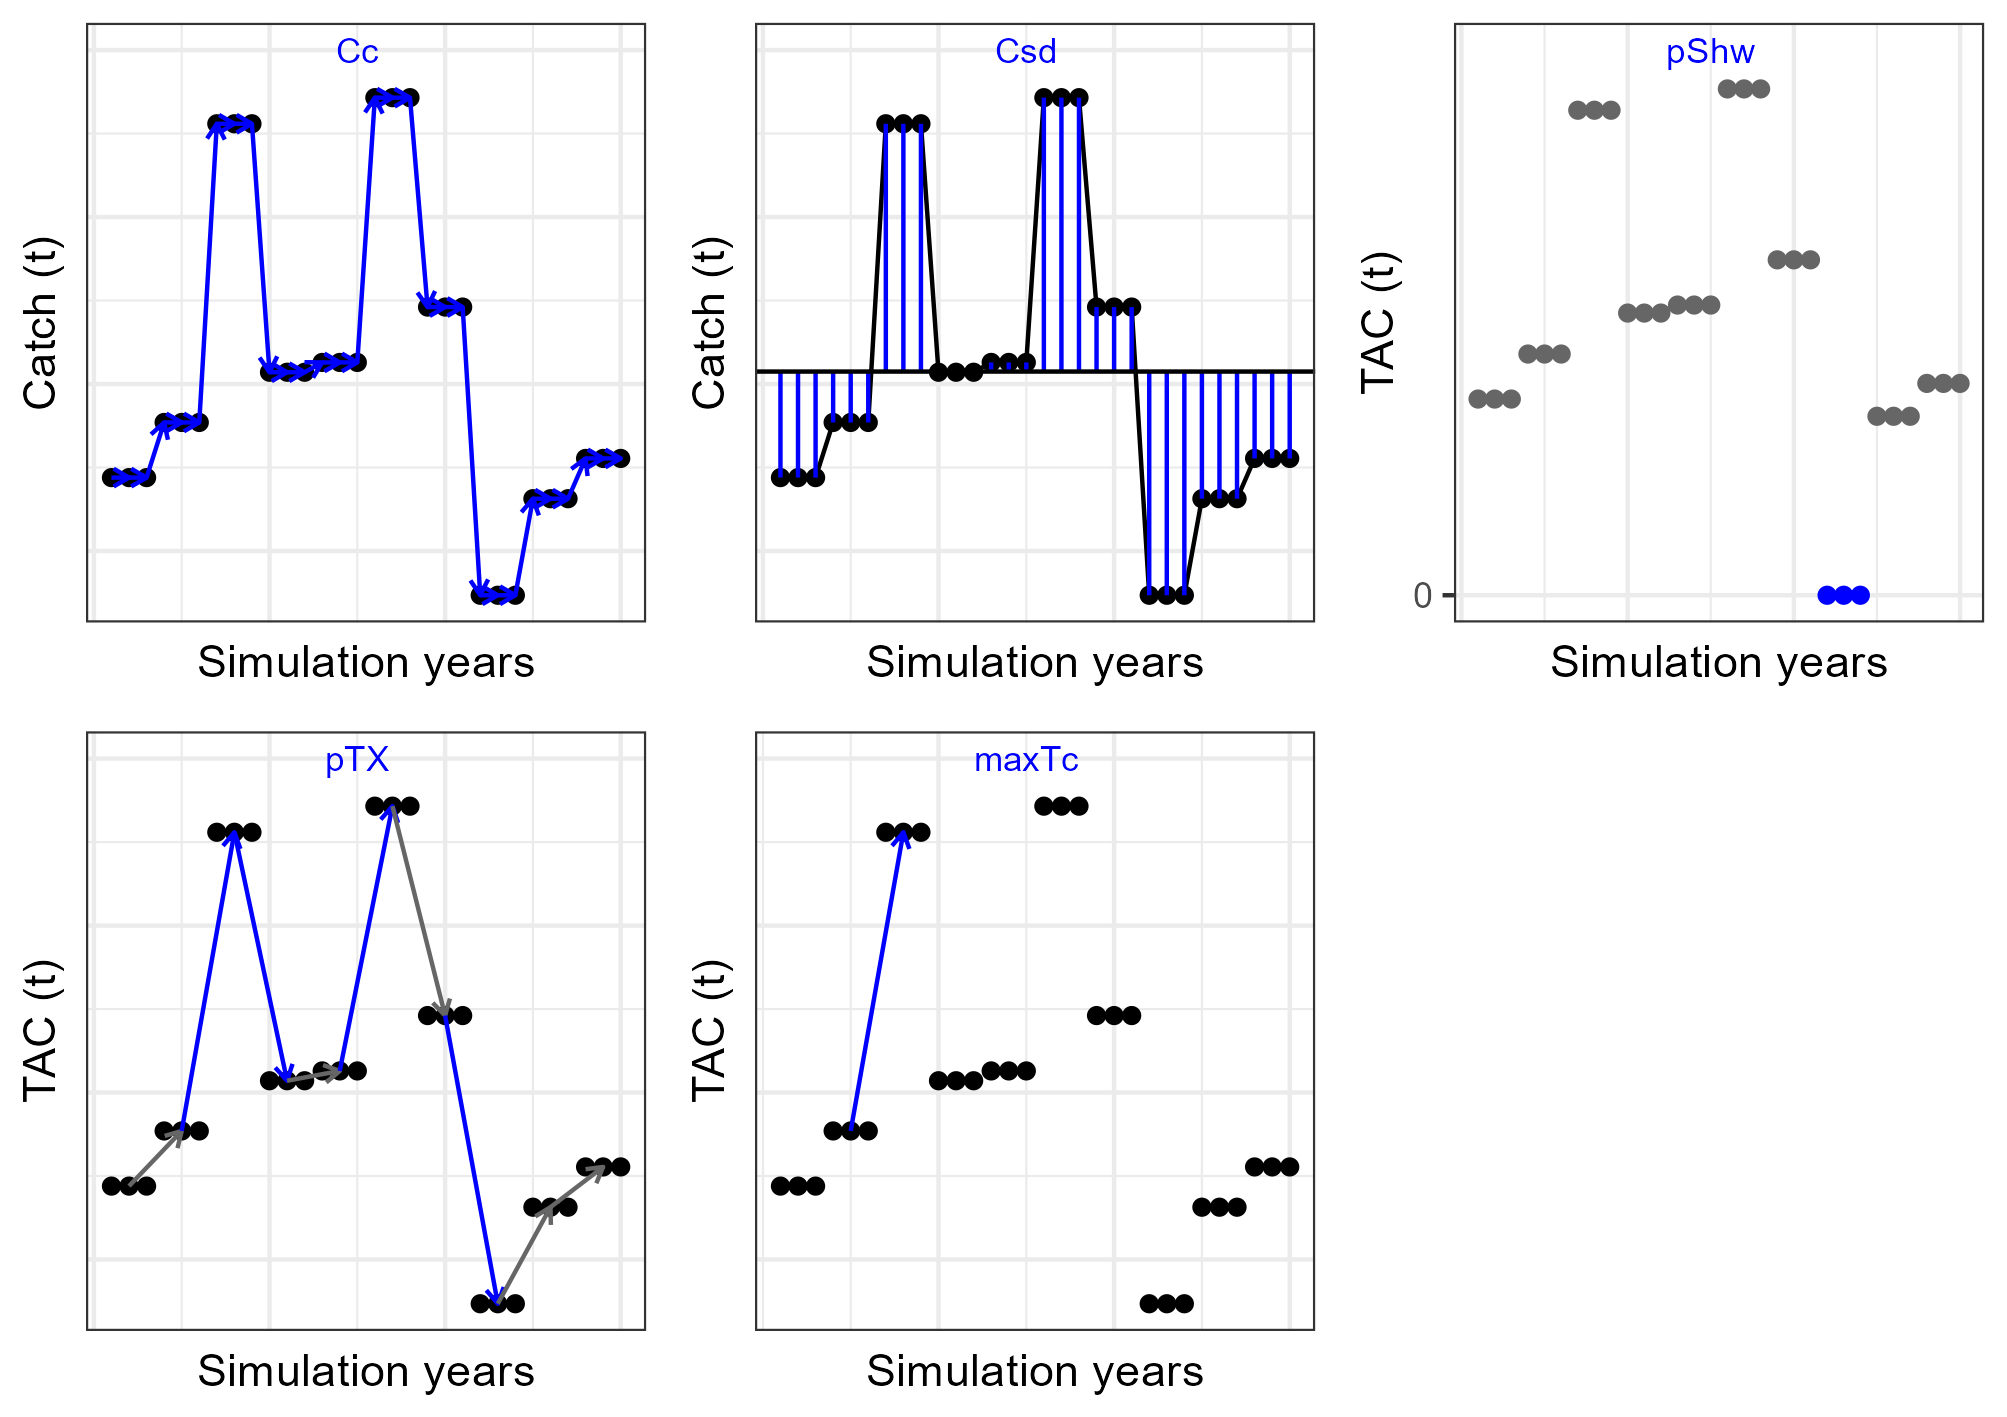 Cc
Catch (t)
Simulation years
Csd
Catch (t)
Simulation years
pShw
TAC (t)
0
Simulation years
pTX
TAC (t)
Simulation years
maxTc
TAC (t)
Simulation years